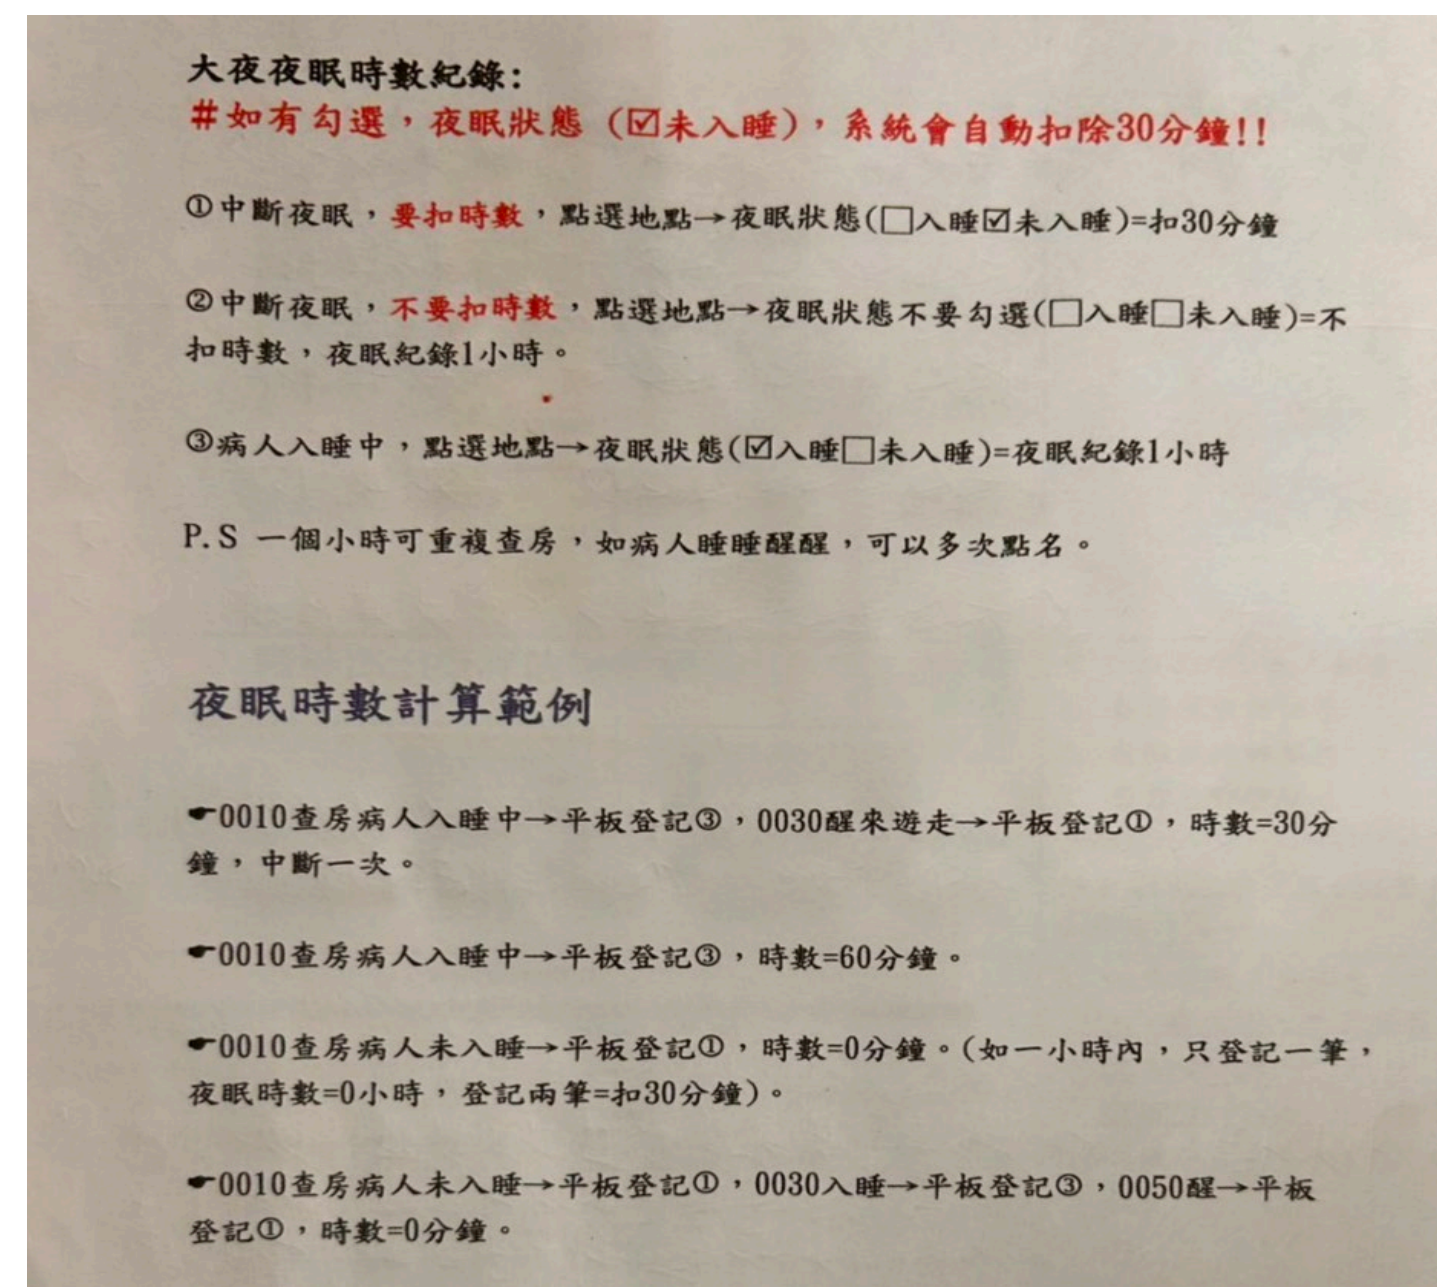 大夜夜眠時數紀錄:
#如有勾選，夜眠狀態（☑未入睡），系統會自動扣除30分鐘!!
①中斷夜眠，要扣時數，點選地點→夜眠狀態(□入睡☑未入睡)=扣30分鐘
②中斷夜眠，不要扣時數，點選地點→夜眠狀態不要勾選(□入睡□未入睡)=不
扣時數，夜眠紀錄1小時。
③病人入睡中，點選地點→夜眠狀態(☑入睡□未入睡)=夜眠紀錄1小時
P.S 一個小時可重複查房，如病人睡睡醒醒，可以多次點名。
夜眠時數計算範例
☛0010查房病人入睡中→平板登記③，0030醒來遊走→平板登記①，時數=30分
鐘，中斷一次。
☛0010查房病人入睡中→平板登記③，時數=60分鐘。
☛0010查房病人未入睡→平板登記①，時數=0分鐘。(如一小時內，只登記一筆，
夜眠時數=0小時，登記兩筆=扣30分鐘)。
☛0010查房病人未入睡→平板登記①，0030入睡→平板登記③，0050醒→平板
登記①，時數=0分鐘。